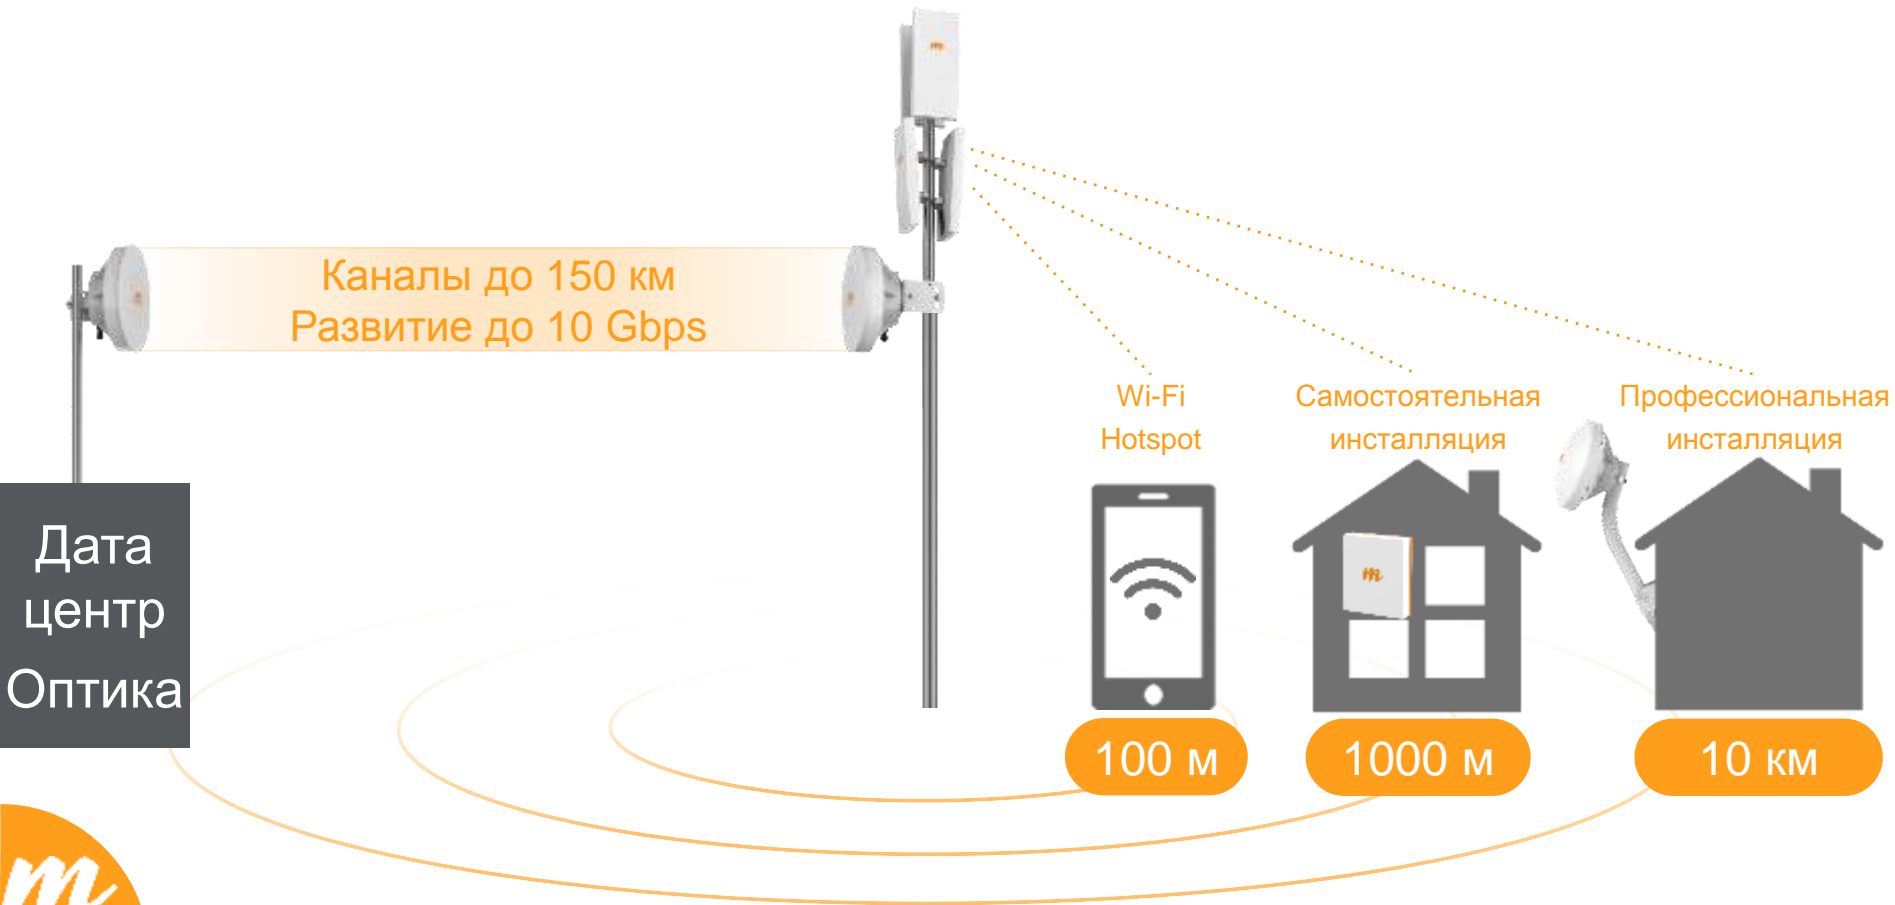 Каналы до 150 км
Развитие до 10 Gbps
Wi-Fi
Hotspot
Самостоятельная
инсталляция
Профессиональная
инсталляция
Дата
центр
Оптика
m
100 м
1000 м
10 км
m